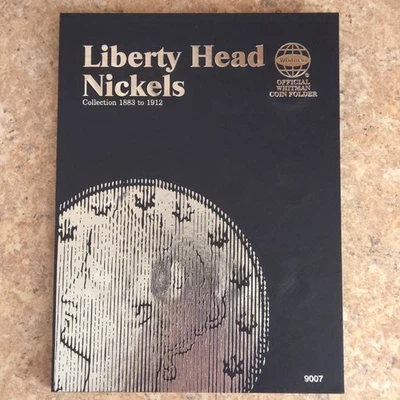 Liberty Head
Nickels
Collection 1883 to 1912
Whitman
®
OFFICIAL
WHITMAN
COIN FOLDER
9007